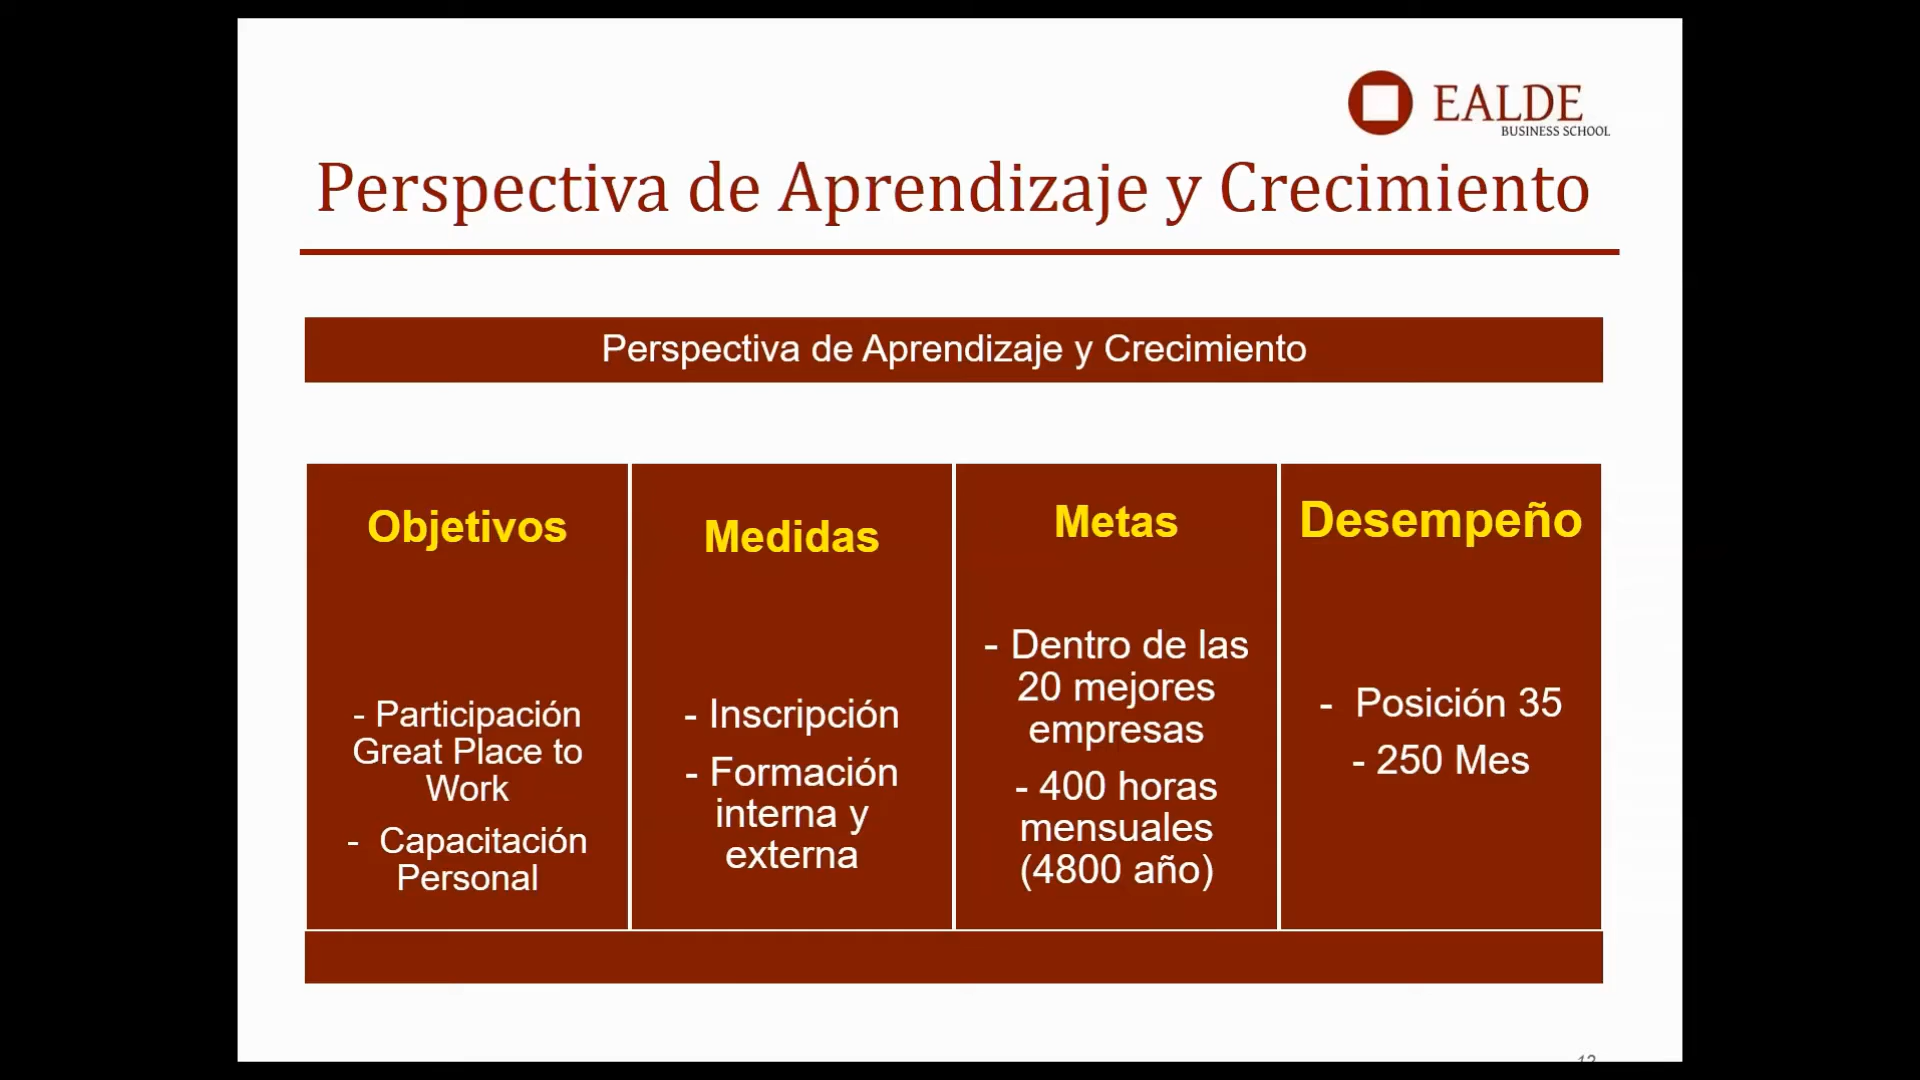 EALDE
BUSINESS SCHOOL
Perspectiva de Aprendizaje y Crecimiento
Perspectiva de Aprendizaje y Crecimiento
Objetivos
- Participación
Great Place to
Work
- Capacitación
Personal
Medidas
- Inscripción
- Formación
interna y
externa
Metas
- Dentro de las
20 mejores
empresas
- 400 horas
mensuales
(4800 año)
Desempeño
- Posición 35
- 250 Mes